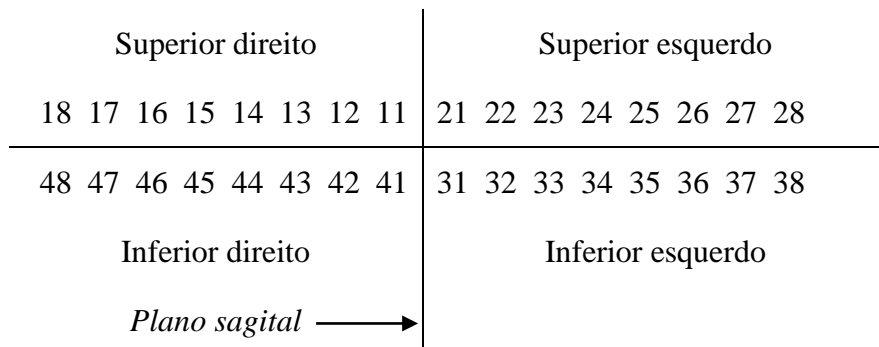 Superior direito Superior esquerdo
18 17 16 15 14 13 12 11 21 22 23 24 25 26 27 28
48 47 46 45 44 43 42 41 31 32 33 34 35 36 37 38
Inferior direito Inferior esquerdo
Plano sagital